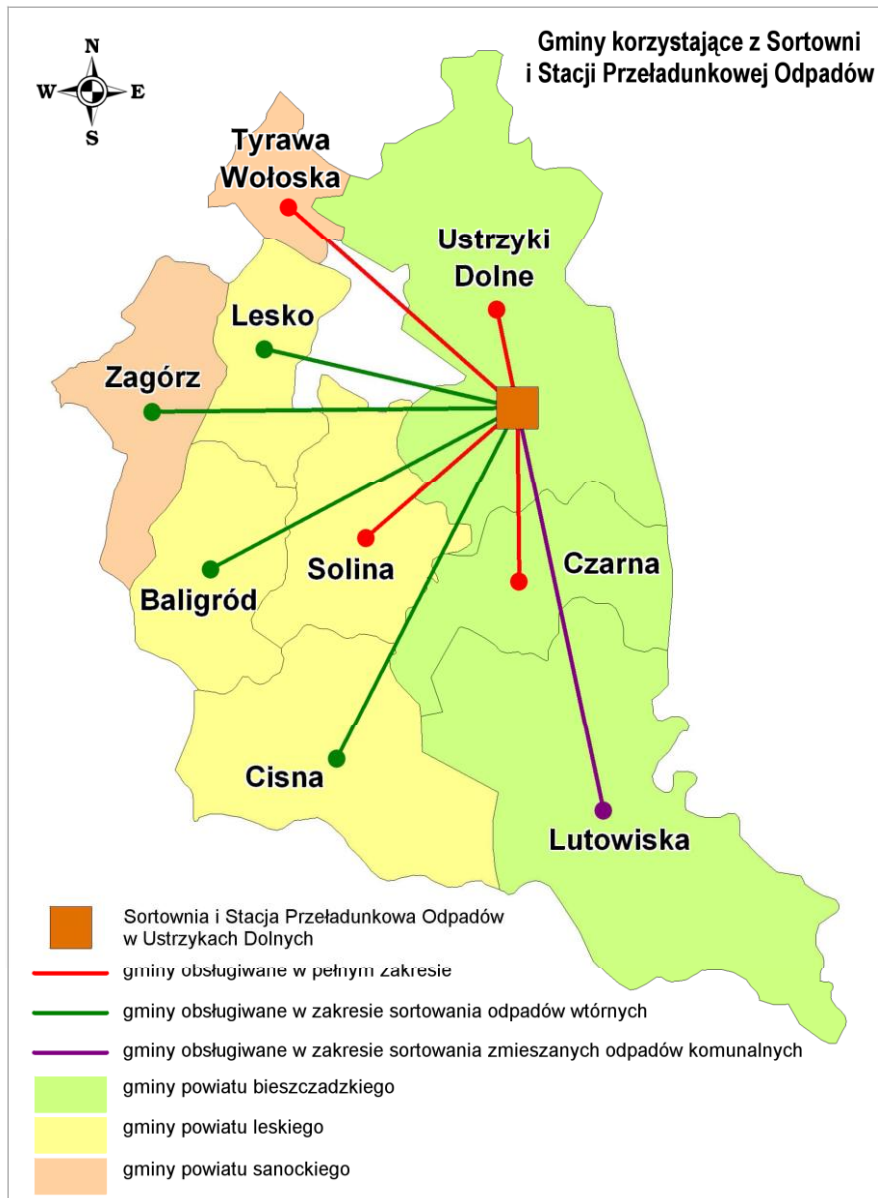 Gminy korzystające z Sortowni
i Stacji Przeładunkowej Odpadów
N
W
E
S
Tyrawa
Wołoska
Ustrzyki
Dolne
Lesko
Zagórz
Solina
Czarna
Baligród
Cisna
Lutowiska
Sortownia i Stacja Przeładunkowa Odpadów
w Ustrzykach Dolnych
gminy obsługiwane w pełnym zakresie
gminy obsługiwane w zakresie sortowania odpadów wtórnych
gminy obsługiwane w zakresie sortowania zmieszanych odpadów komunalnych
gminy powiatu bieszczadzkiego
gminy powiatu leskiego
gminy powiatu sanockiego